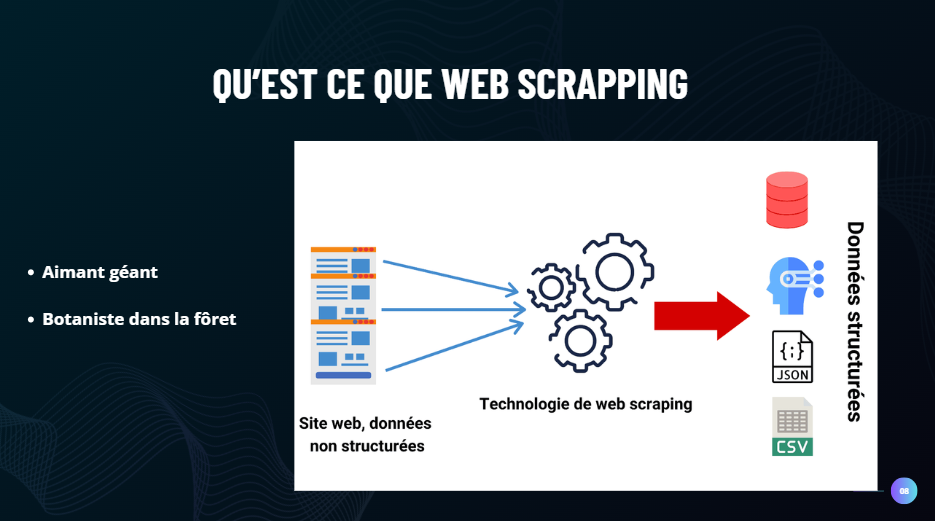 QU'EST CE QUE WEB SCRAPPING
• Aimant géant
• Botaniste dans la fôret
Site web, données
non structurées
Technologie de web scraping
{;}
JSON
CSV
Données structurées
08